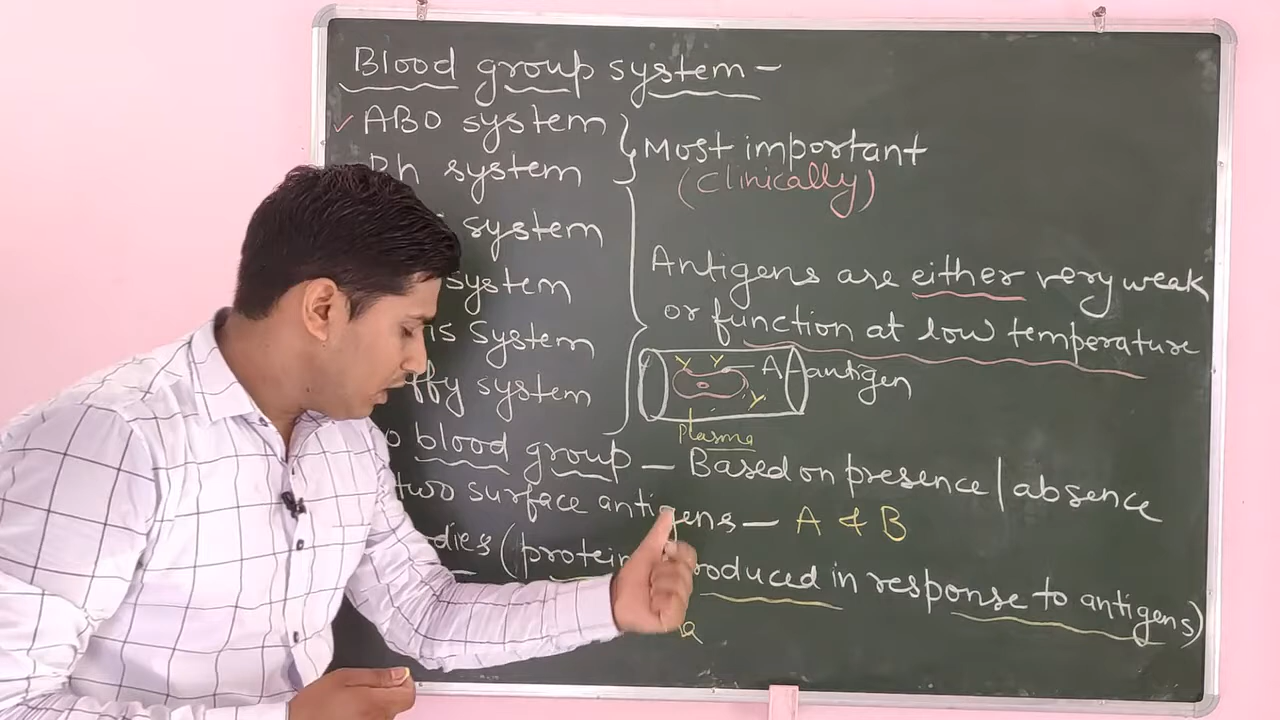 Blood group system -
ABO system
Rh system
Most important
(Clinically)
system
system
system
system
Antigens are either very weak
or function at low temperature
A-antigen
Plasma
blood group - Based on presence/absence
two surface antigens - A & B
(protein produced in response to antigens)